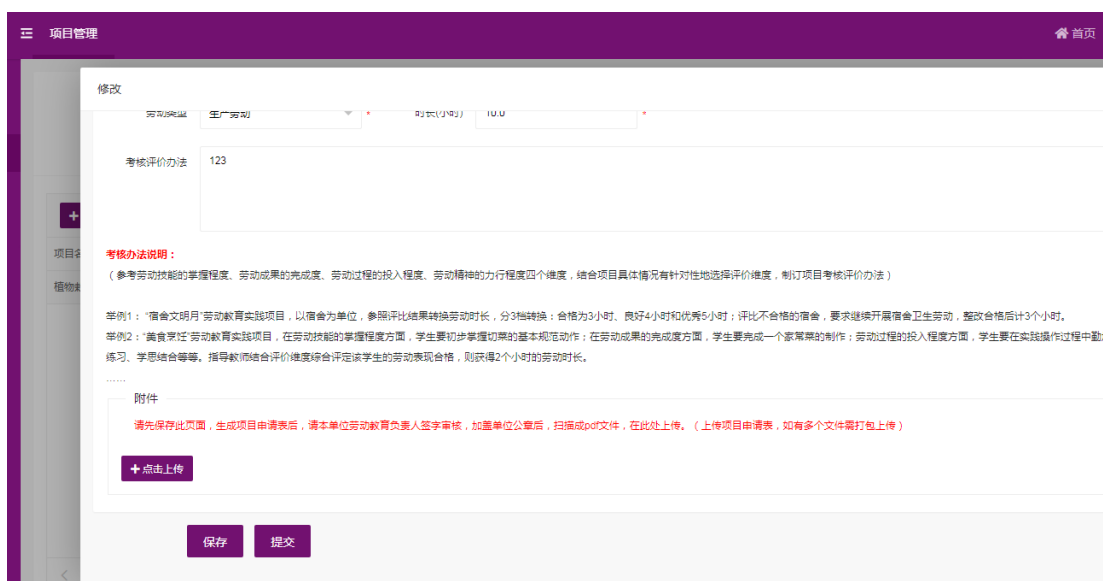 项目管理
首页
修改
劳动类型 生产劳动 * 时长(小时) 10.0 *
考核评价办法 123
项目名
植物
考核办法说明：
（参考劳动技能的掌握程度、劳动成果的完成度、劳动过程的投入程度、劳动精神的力行程度四个维度，结合项目具体情况有针对性地选择评价维度，制订项目考核评价办法）
举例1：“宿舍文明月”劳动教育实践项目，以宿舍为单位，参照评比结果转换劳动时长，分3档转换：合格为3小时、良好4小时和优秀5小时；评比不合格的宿舍，要求继续开展宿舍卫生劳动，整改合格后计3个小时。
举例2：“美食烹饪”劳动教育实践项目，在劳动技能的掌握程度方面，学生要初步掌握切菜的基本规范动作；在劳动成果的完成度方面，学生要完成一个家常菜的制作；劳动过程的投入程度方面，学生要在实践操作过程中勤
练习、学思结合等等。指导教师结合评价维度综合评定该学生的劳动表现合格，则获得2个小时的劳动时长。
……
附件
请先保存此页面，生成项目申请表后，请本单位劳动教育负责人签字审核，加盖单位公章后，扫描成pdf文件，在此处上传。（上传项目申请表，如有多个文件需打包上传）
+点击上传
保存 提交